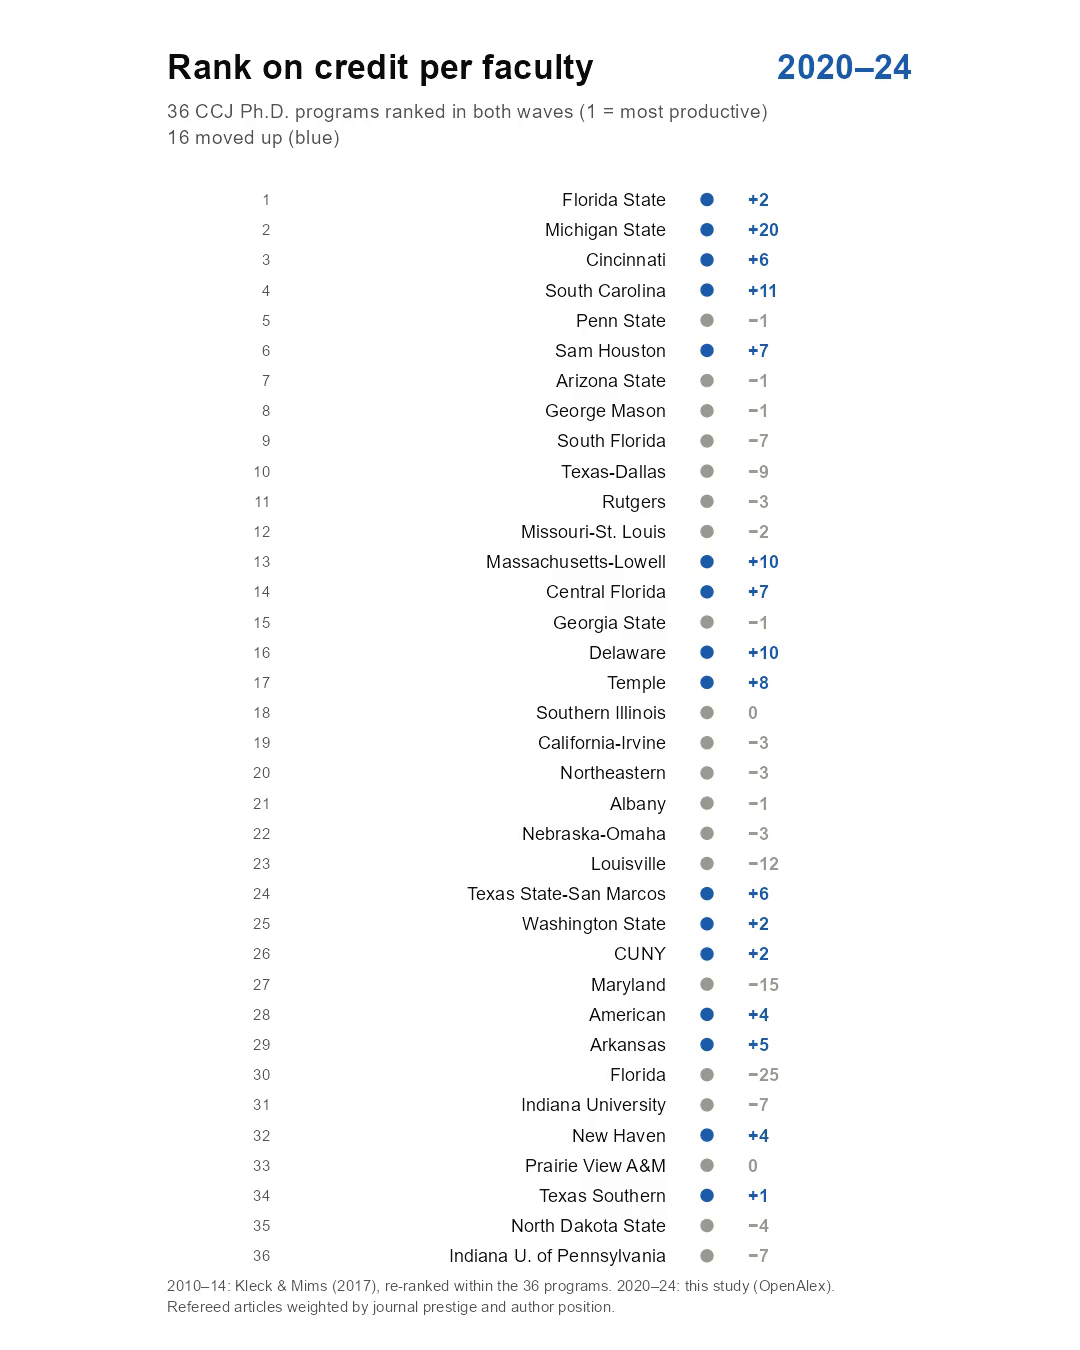 Rank on credit per faculty 2020–24
36 CCJ Ph.D. programs ranked in both waves (1 = most productive)
16 moved up (blue)
1 Florida State +2
2 Michigan State +20
3 Cincinnati +6
4 South Carolina +11
5 Penn State −1
6 Sam Houston +7
7 Arizona State −1
8 George Mason −1
9 South Florida −7
10 Texas-Dallas −9
11 Rutgers −3
12 Missouri-St. Louis −2
13 Massachusetts-Lowell +10
14 Central Florida +7
15 Georgia State −1
16 Delaware +10
17 Temple +8
18 Southern Illinois 0
19 California-Irvine −3
20 Northeastern −3
21 Albany −1
22 Nebraska-Omaha −3
23 Louisville −12
24 Texas State-San Marcos +6
25 Washington State +2
26 CUNY +2
27 Maryland −15
28 American +4
29 Arkansas +5
30 Florida −25
31 Indiana University −7
32 New Haven +4
33 Prairie View A&M 0
34 Texas Southern +1
35 North Dakota State −4
36 Indiana U. of Pennsylvania −7
2010–14: Kleck & Mims (2017), re-ranked within the 36 programs. 2020–24: this study (OpenAlex).
Refereed articles weighted by journal prestige and author position.